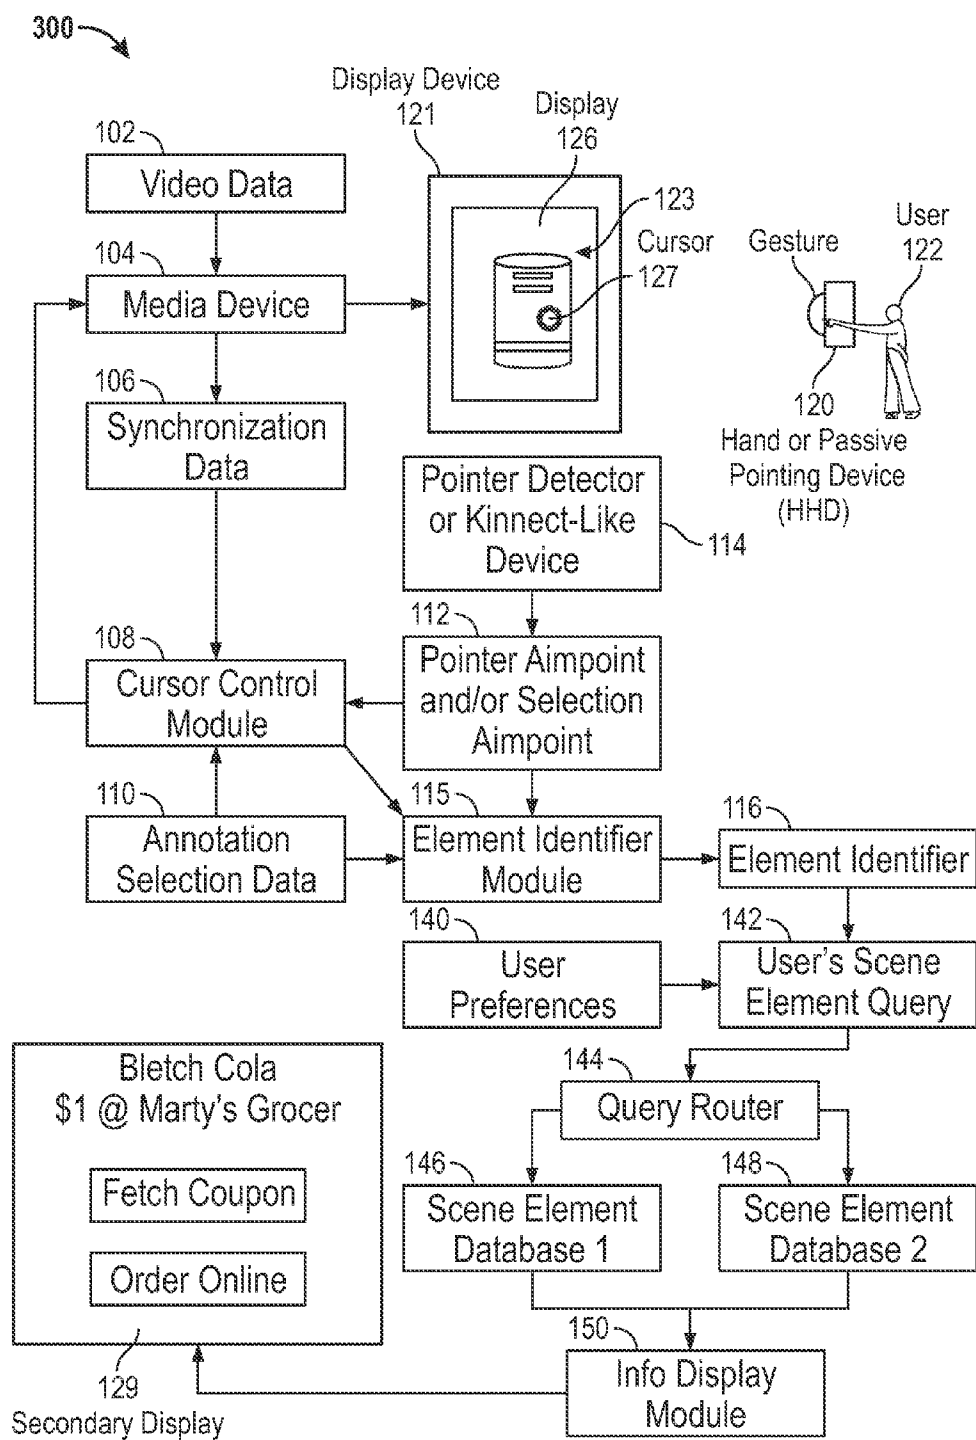 300
Display Device
121
Display
126
102
Video Data
123
Cursor
127
Gesture
User
122
104
Media Device
106
Synchronization
Data
120
Hand or Passive
Pointing Device
(HHD)
Pointer Detector
or Kinnect-Like
Device
114
108
Cursor Control
Module
112
Pointer Aimpoint
and/or Selection
Aimpoint
110
Annotation
Selection Data
115
Element Identifier
Module
116
Element Identifier
140
User
Preferences
142
User's Scene
Element Query
Bletch Cola
$1 @ Marty's Grocer
Fetch Coupon
Order Online
144
Query Router
146
Scene Element
Database 1
148
Scene Element
Database 2
150
Info Display
Module
129
Secondary Display